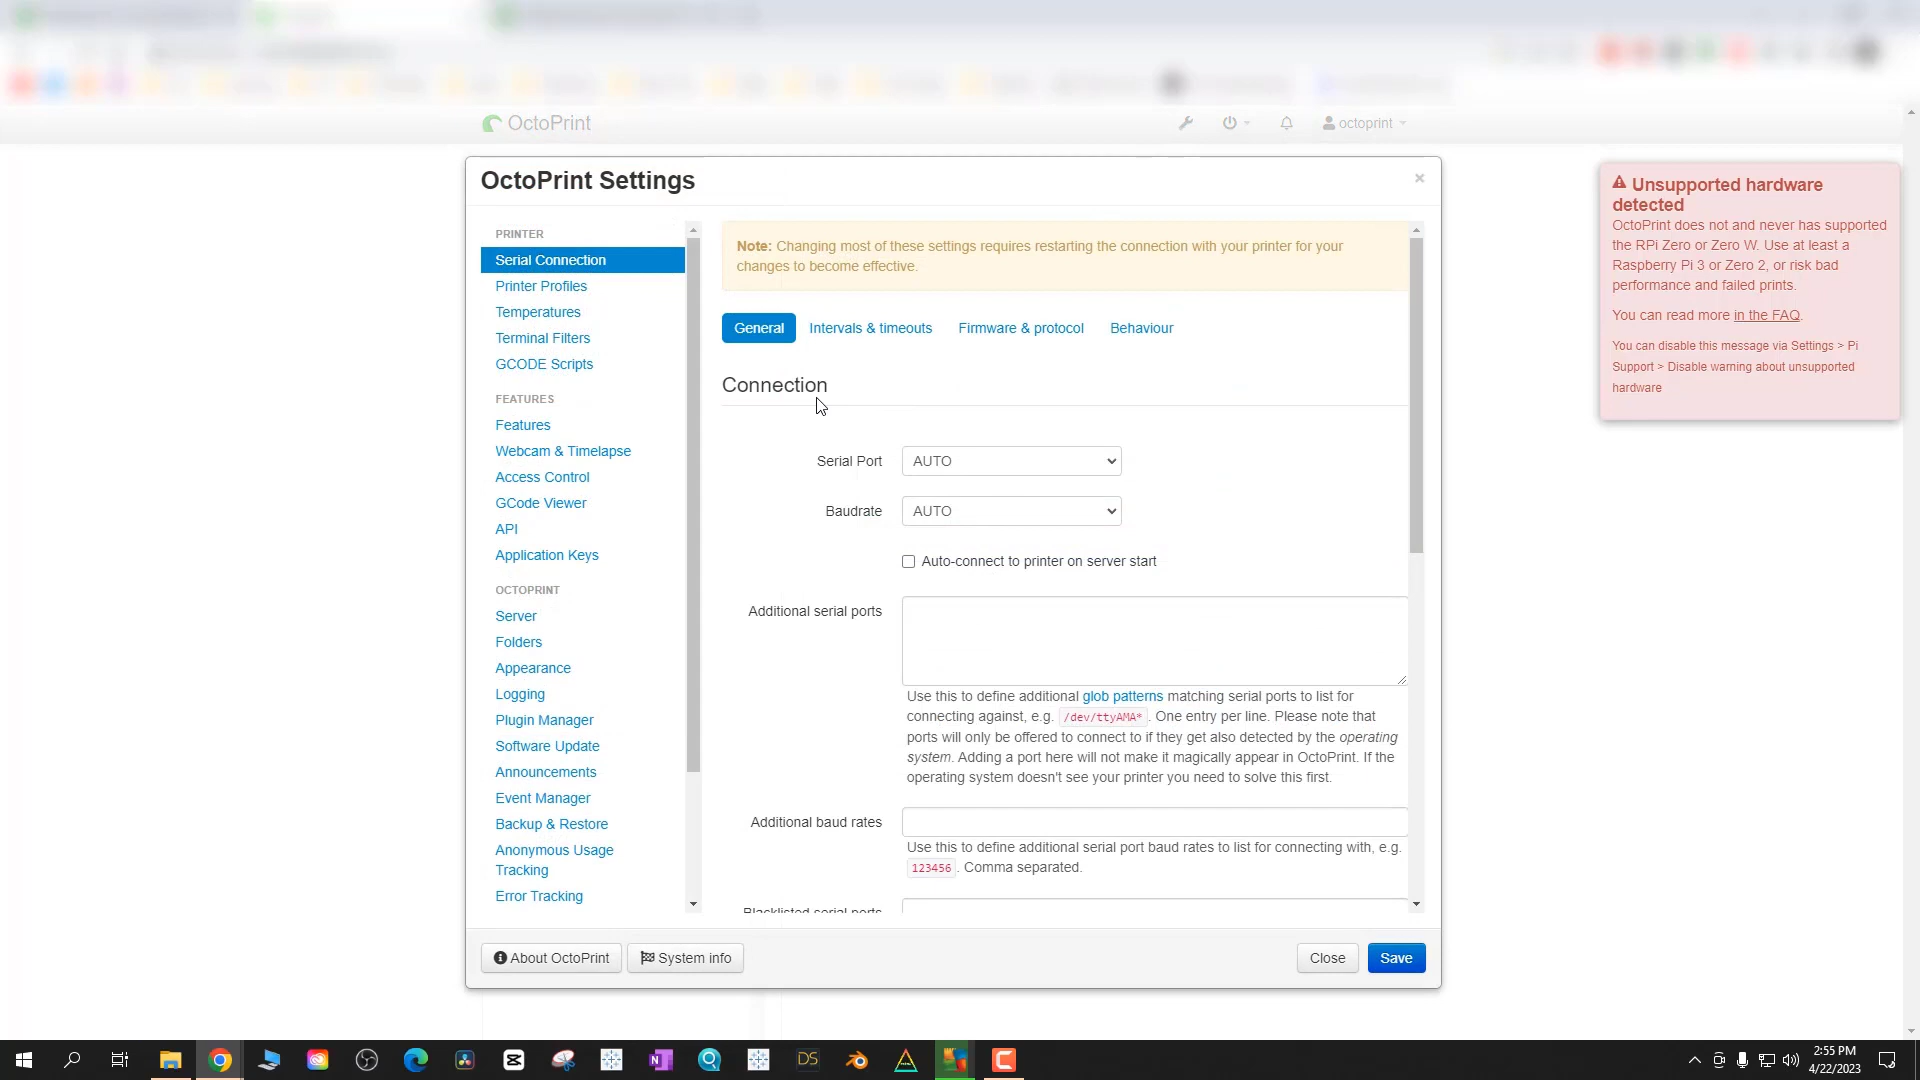 OctoPrint
octoprint
OctoPrint Settings
×
PRINTER
Serial Connection
Printer Profiles
Temperatures
Terminal Filters
GCODE Scripts
FEATURES
Features
Webcam & Timelapse
Access Control
GCode Viewer
API
Application Keys
OCTOPRINT
Server
Folders
Appearance
Logging
Plugin Manager
Software Update
Announcements
Event Manager
Backup & Restore
Anonymous Usage
Tracking
Error Tracking
Note: Changing most of these settings requires restarting the connection with your printer for your
changes to become effective.
General Intervals & timeouts Firmware & protocol Behaviour
Connection
Serial Port AUTO
Baudrate AUTO
Auto-connect to printer on server start
Additional serial ports
Use this to define additional glob patterns matching serial ports to list for
connecting against, e.g. /dev/ttyAMA* . One entry per line. Please note that
ports will only be offered to connect to if they get also detected by the operating
system. Adding a port here will not make it magically appear in OctoPrint. If the
operating system doesn't see your printer you need to solve this first.
Additional baud rates
Use this to define additional serial port baud rates to list for connecting with, e.g.
123456 . Comma separated.
Blacklisted serial ports
About OctoPrint System info Close Save
Unsupported hardware
detected
OctoPrint does not and never has supported
the RPi Zero or Zero W. Use at least a
Raspberry Pi 3 or Zero 2, or risk bad
performance and failed prints.
You can read more in the FAQ.
You can disable this message via Settings > Pi
Support > Disable warning about unsupported
hardware
DS
2:55 PM
4/22/2023